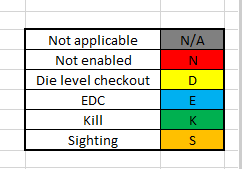 Not applicable N/A
Not enabled N
Die level checkout D
EDC E
Kill K
Sighting S